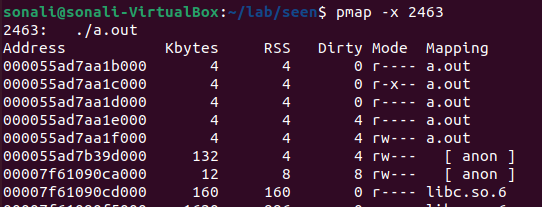 sonali@sonali-VirtualBox:~/lab/seen$ pmap -x 2463
2463:   ./a.out
Address           Kbytes     RSS   Dirty Mode  Mapping
000055ad7aa1b000       4       4       0 r---- a.out
000055ad7aa1c000       4       4       0 r-x-- a.out
000055ad7aa1d000       4       4       0 r---- a.out
000055ad7aa1e000       4       4       4 r---- a.out
000055ad7aa1f000       4       4       4 rw--- a.out
000055ad7b39d000     132       4       4 rw---   [ anon ]
00007f61090ca000      12       8       8 rw---   [ anon ]
00007f61090cd000     160     160       0 r---- libc.so.6